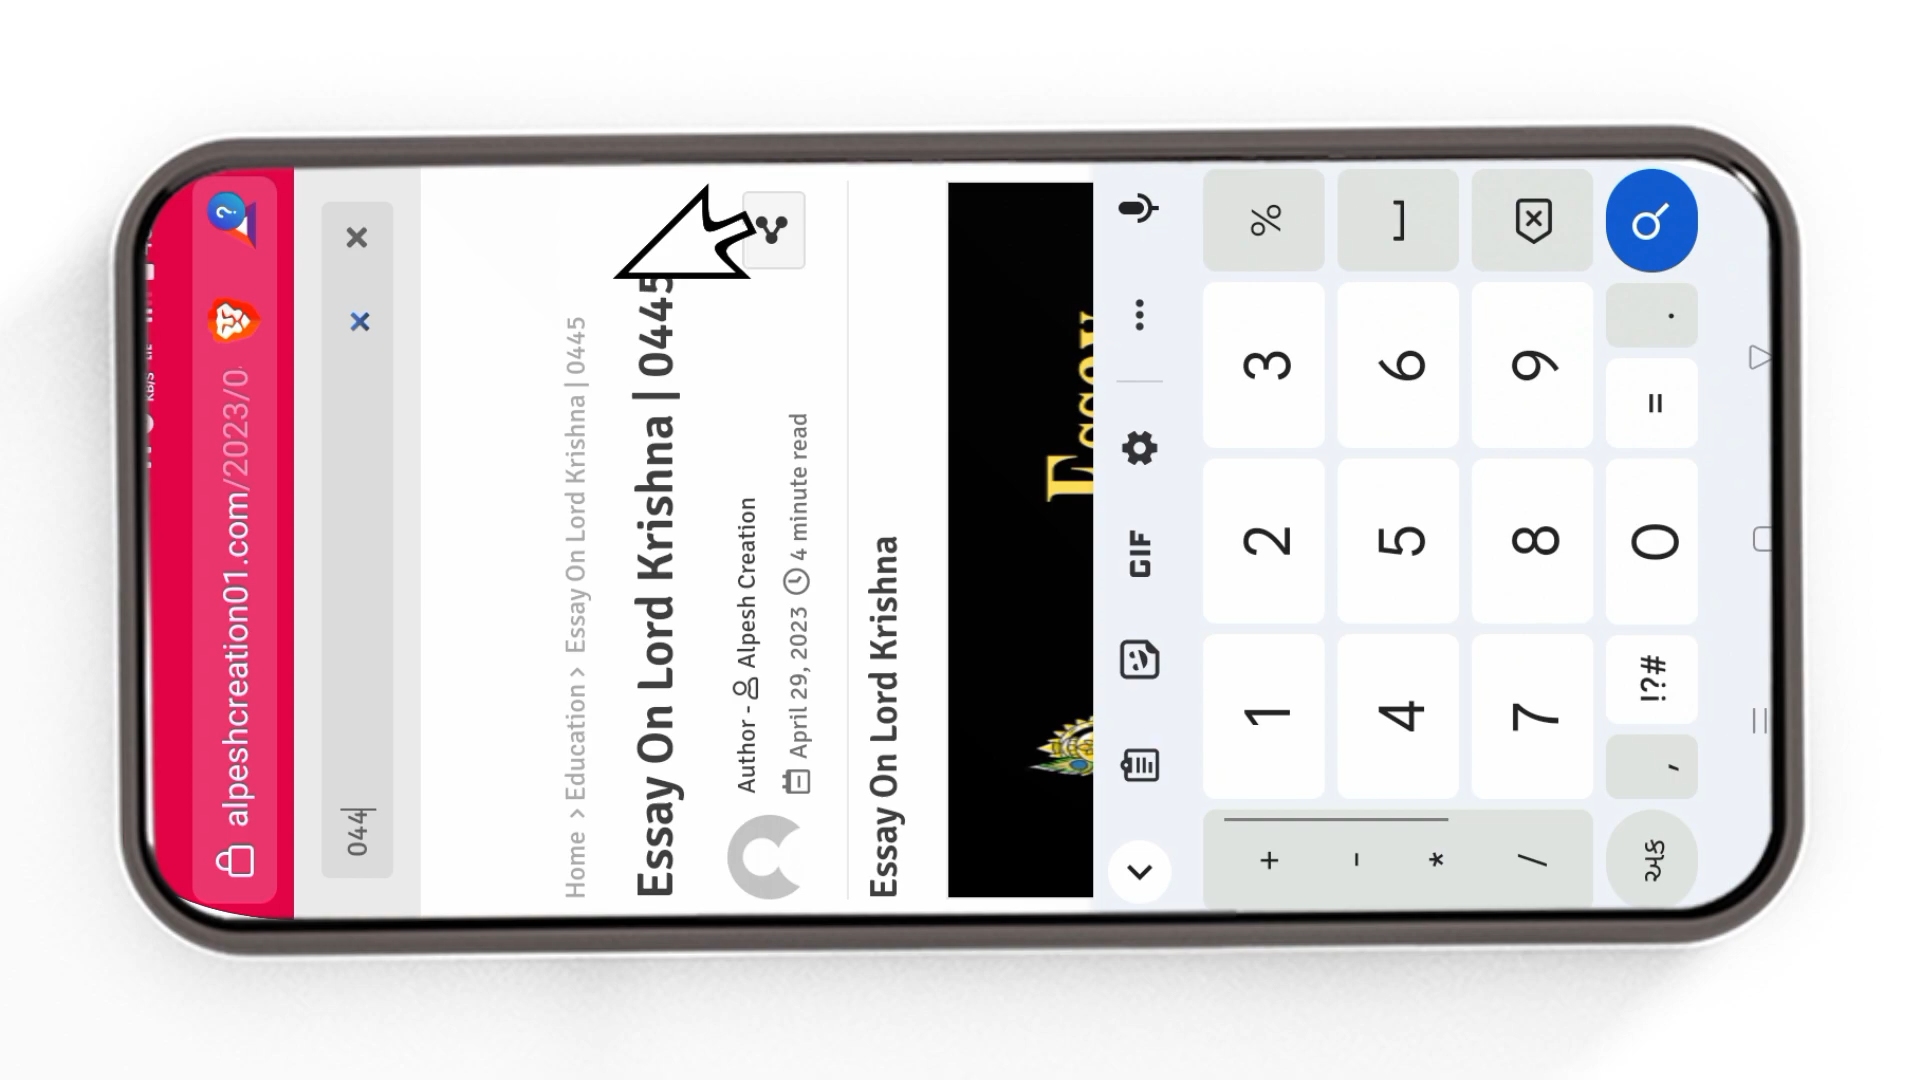 alpeshcreation01.com/2023/0
044
Home > Education > Essay On Lord Krishna | 0445
Essay On Lord Krishna | 0445
Author - Alpesh Creation
April 29, 2023 4 minute read
Essay On Lord Krishna
Essay
GIF
+ 1 2 3 %
- 4 5 6
*
/ 7 8 9
અકક , !?# 0 = .